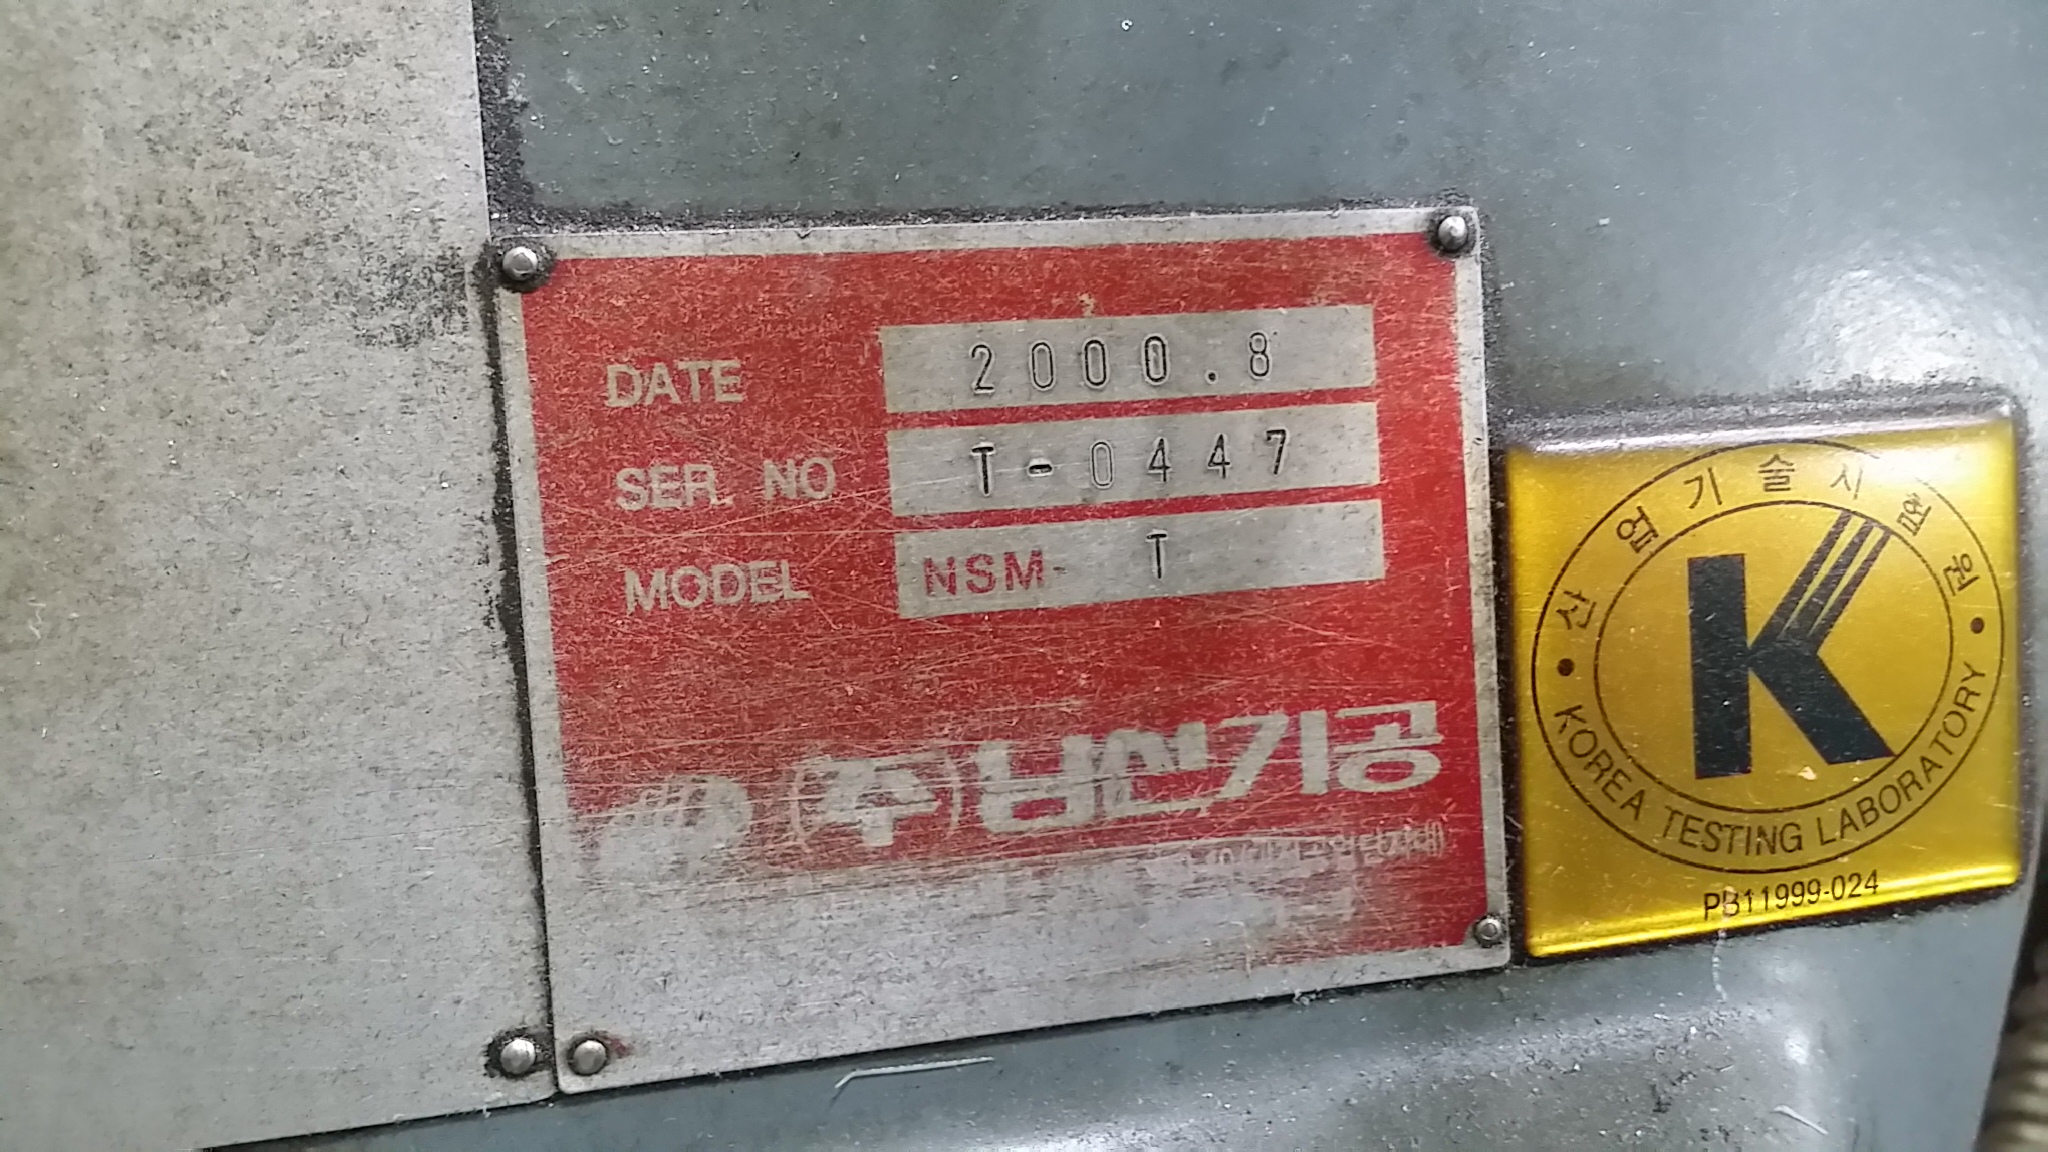 DATE 2000.8
SER. NO T-0447
MODEL NSM- T
(주)남선기공
산업기술시험원
K
KOREA TESTING LABORATORY
PB11999-024